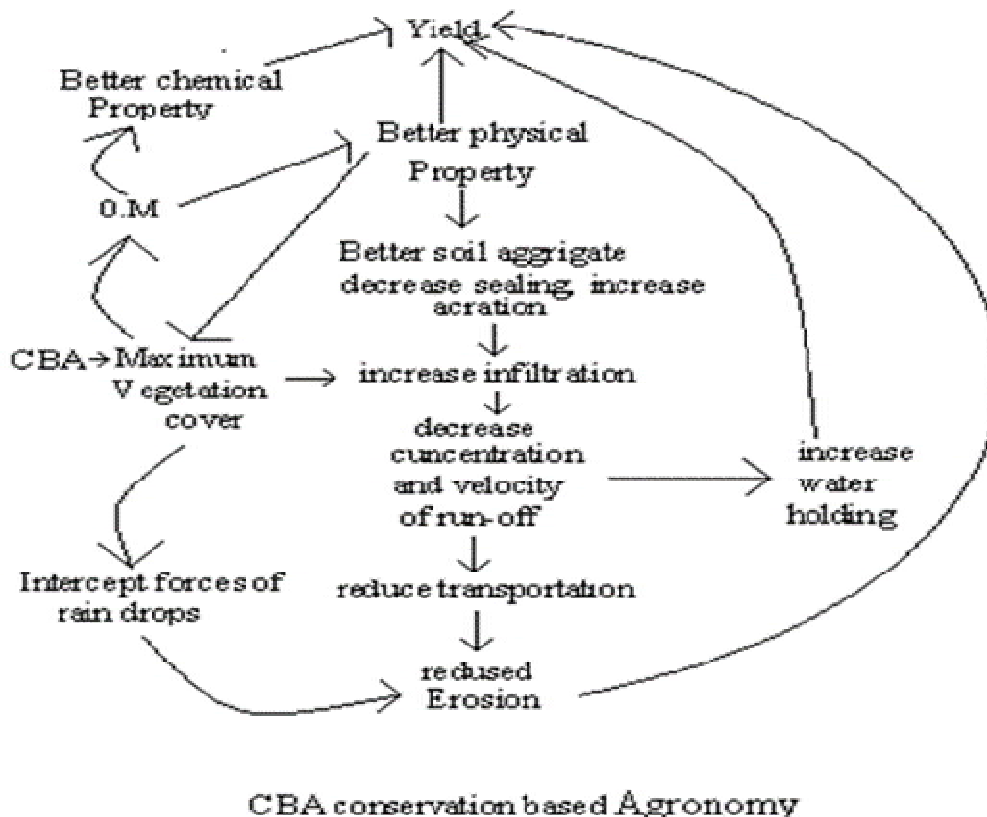 Yield
Better chemical
Property
Better physical
Property
O.M
Better soil aggrigate
decrease sealing, increase
acration
CBA→Maximum
Vegetation
cover
increase infiltration
decrease
cuncentration
and velocity
of run-off
increase
water
holding
Intercept forces of
rain drops
reduce transportation
redused
Erosion
CBA conservation based Agronomy